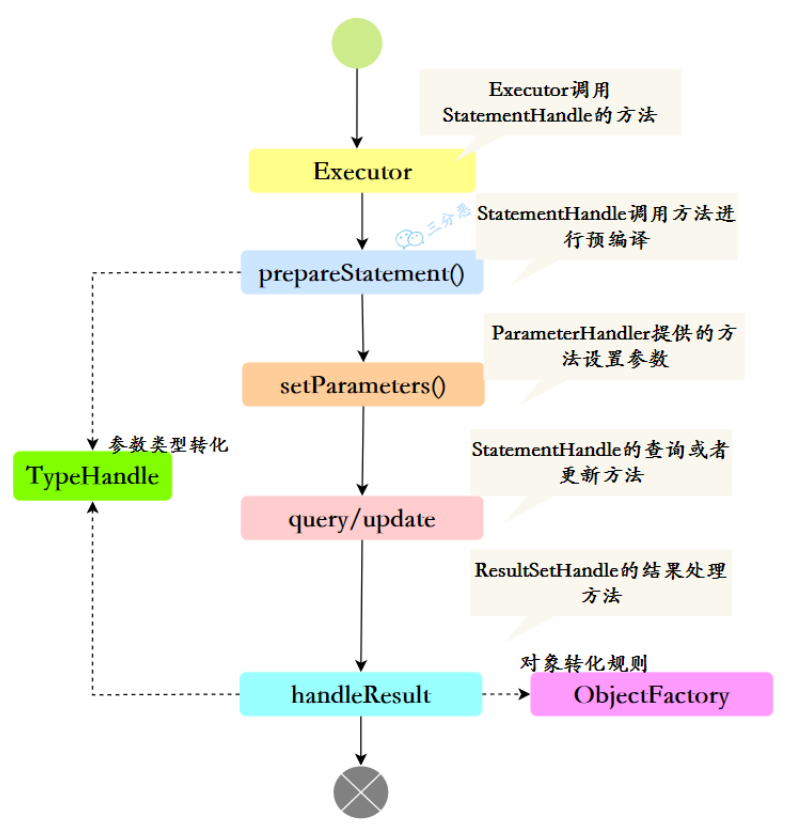 Executor调用
StatementHandle的方法
Executor
三分恶
StatementHandle调用方法进
行预编译
prepareStatement()
ParameterHandler提供的方
法设置参数
setParameters()
参数类型转化
TypeHandle
StatementHandle的查询或者
更新方法
query/update
ResultSetHandle的结果处理
方法
对象转化规则
handleResult
ObjectFactory